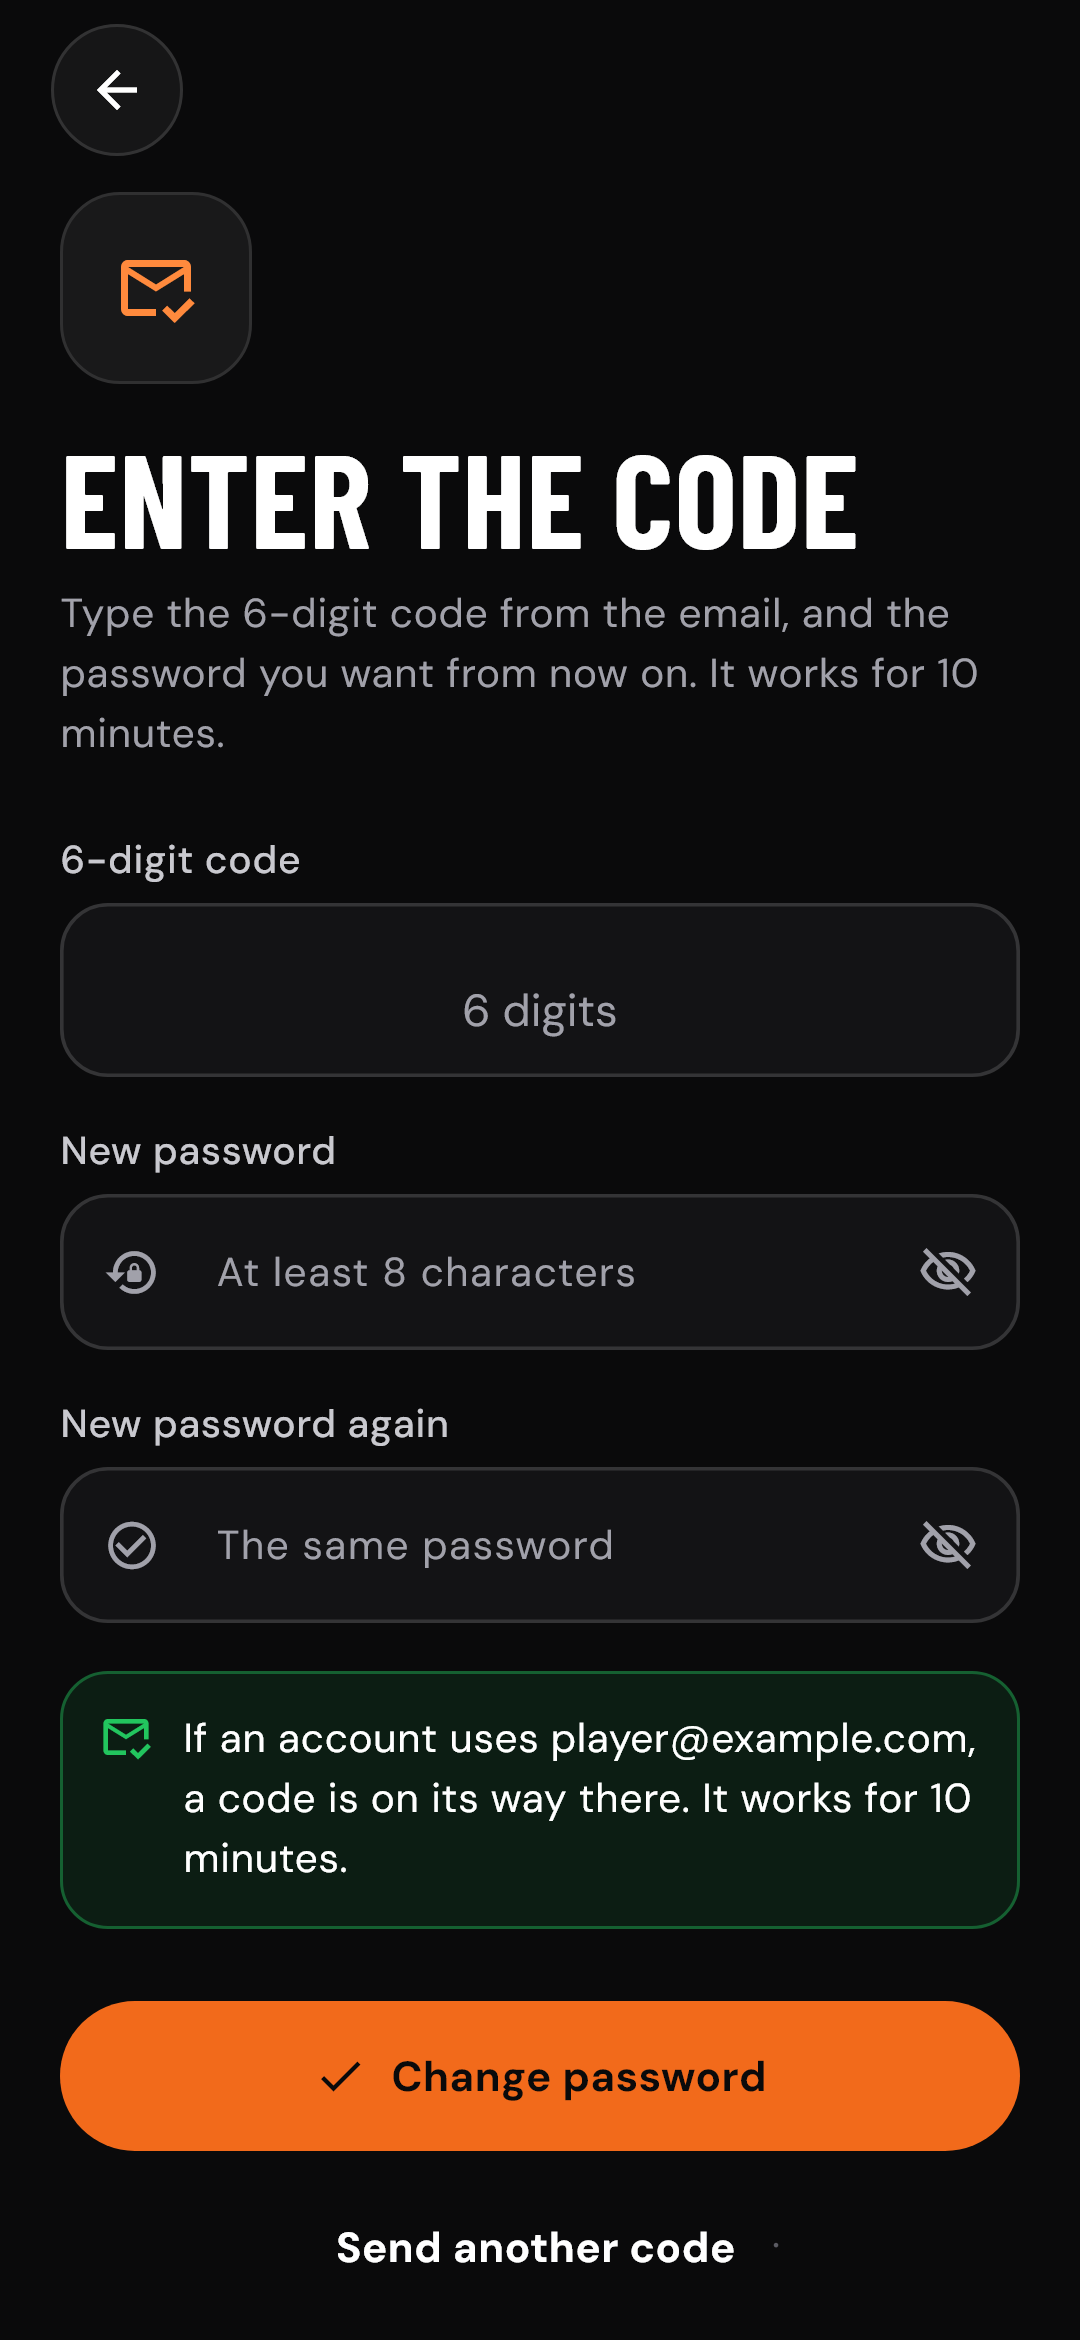 ENTER THE CODE
Type the 6-digit code from the email, and the
password you want from now on. It works for 10
minutes.
6-digit code
6 digits
New password
At least 8 characters
New password again
The same password
If an account uses player@example.com,
a code is on its way there. It works for 10
minutes.
Change password
Send another code ·